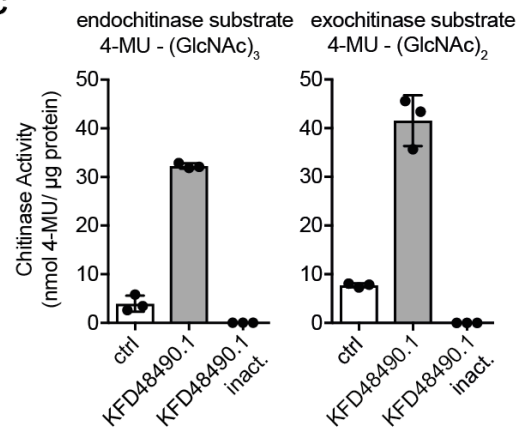 endochitinase substrate
4-MU - (GlcNAc)3
exochitinase substrate
4-MU - (GlcNAc)2
Chitinase Activity
(nmol 4-MU/ µg protein)
50
40
30
20
10
0
ctrl
KFD48490.1
KFD48490.1
inact.
50
40
30
20
10
0
ctrl
KFD48490.1
KFD48490.1
inact.